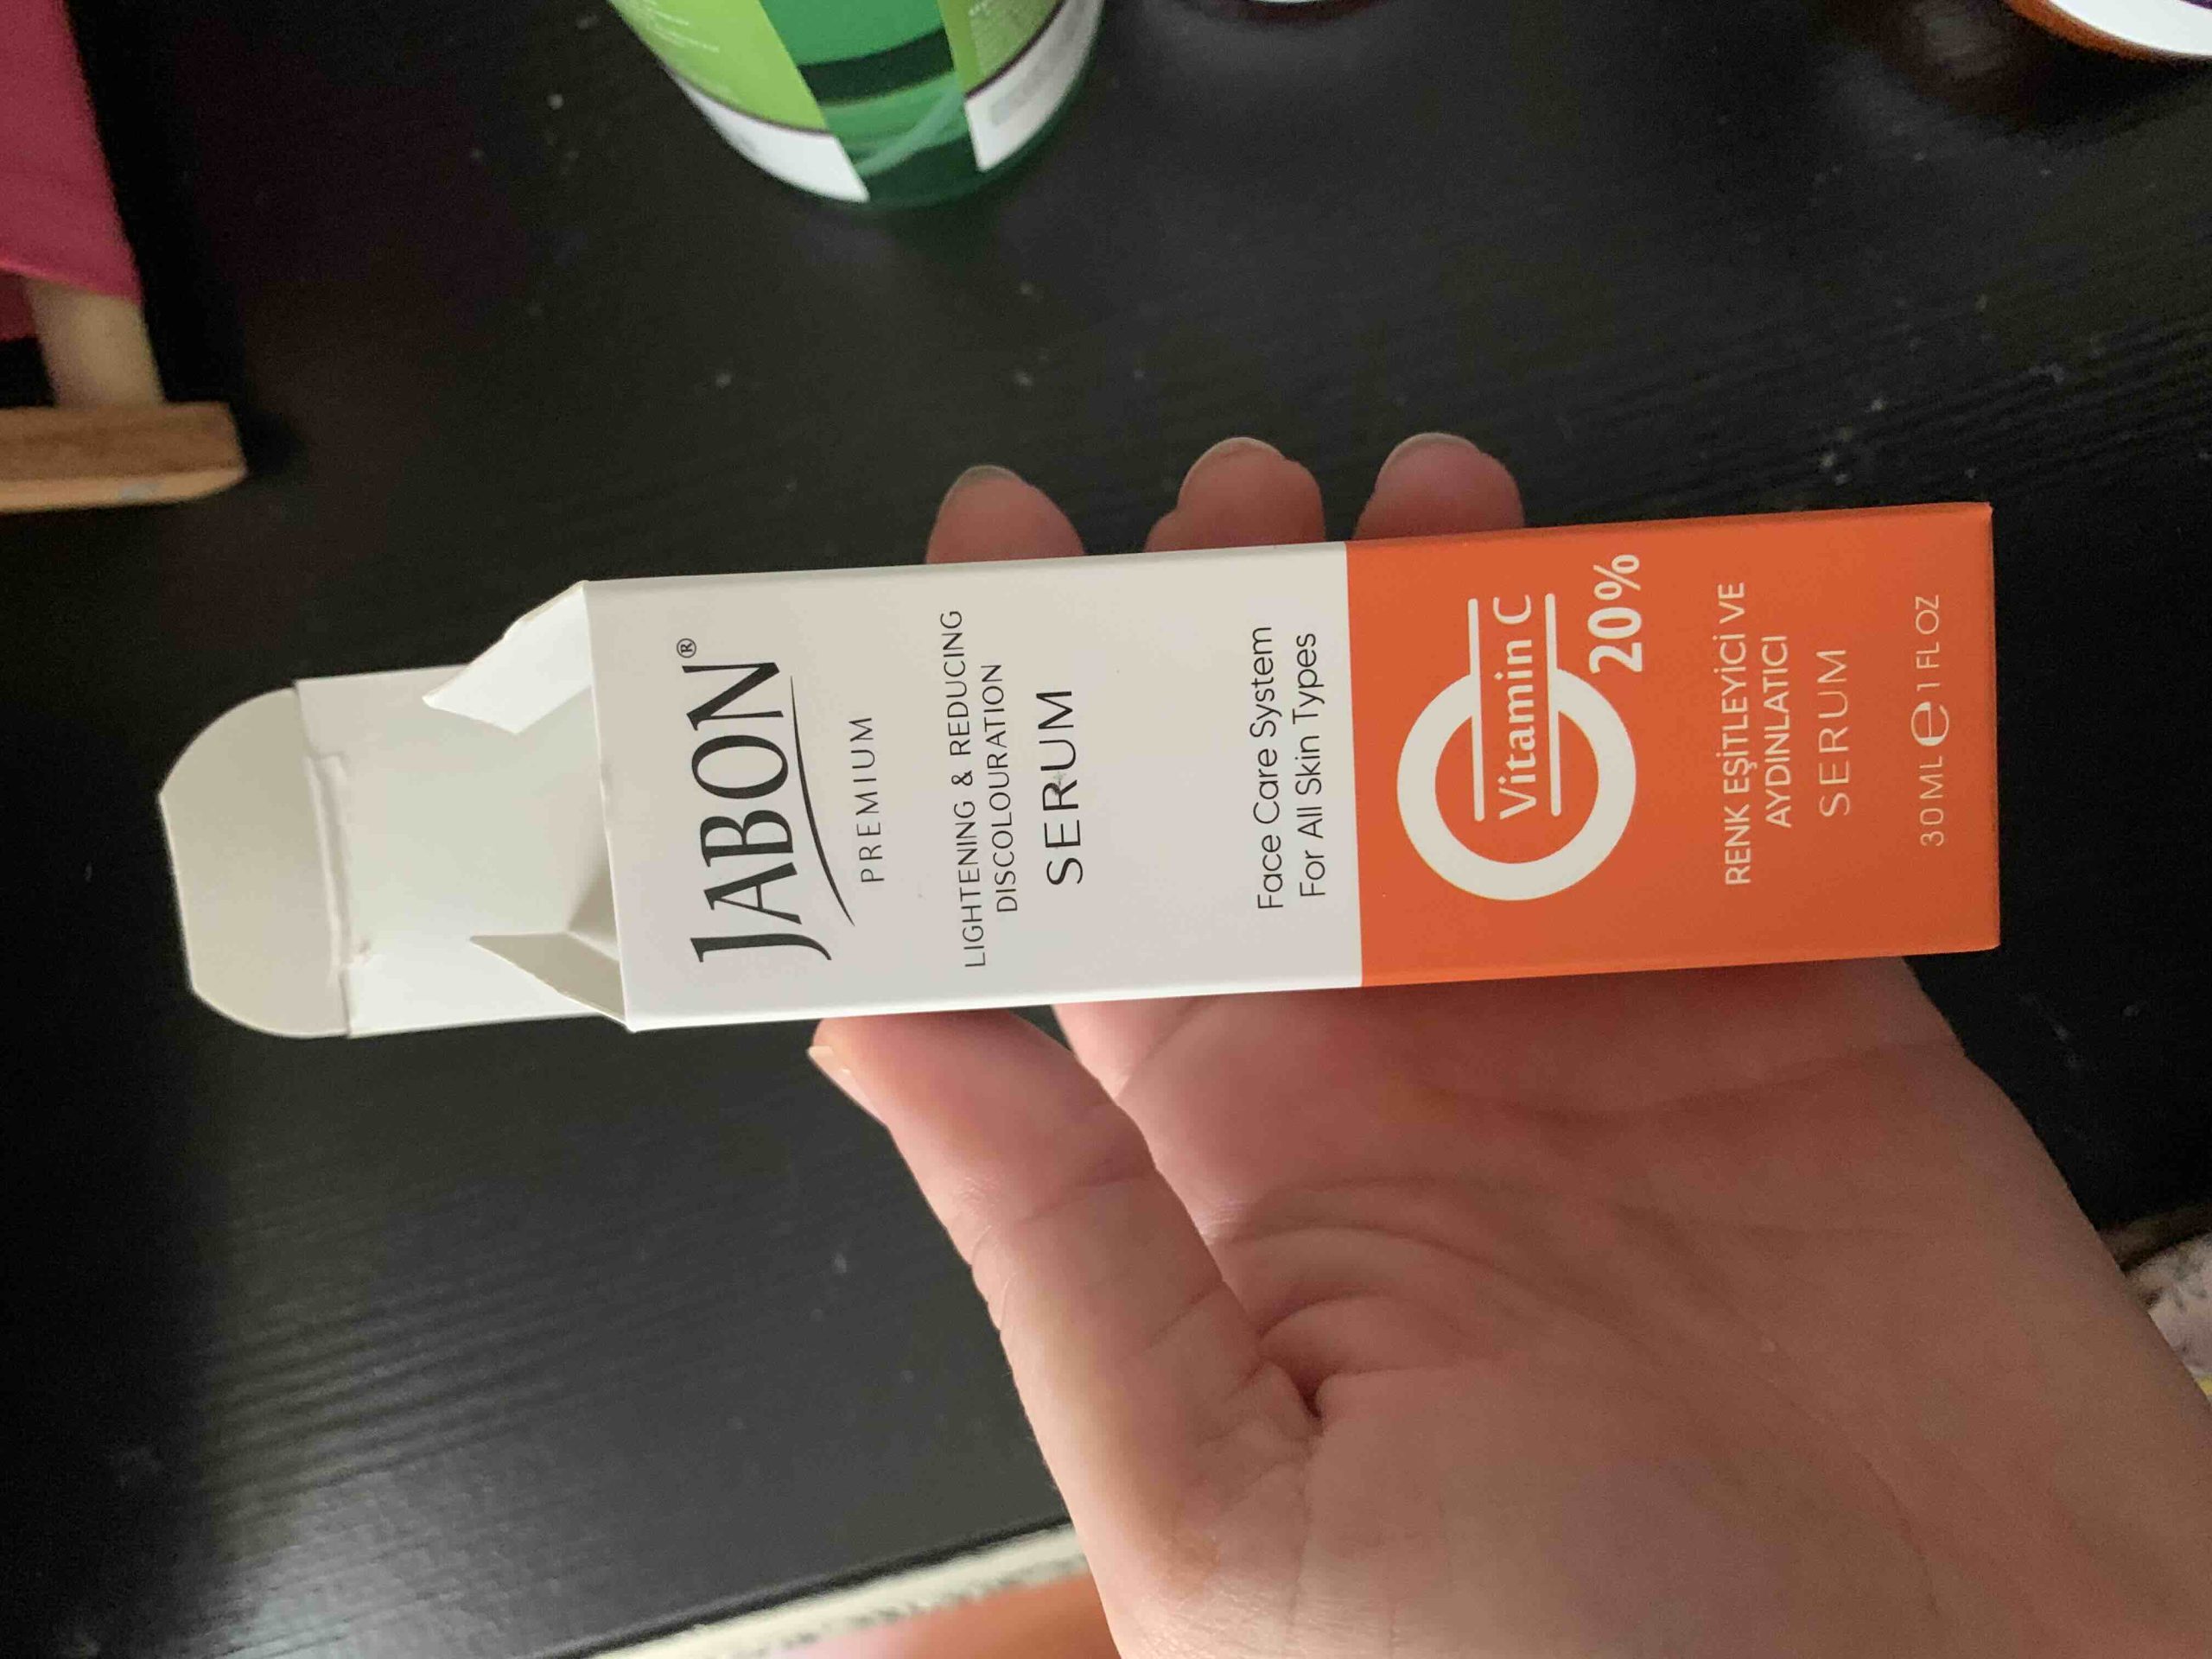 JABON®
PREMIUM
LIGHTENING & REDUCING
DISCOLOURATION
SERUM
Face Care System
For All Skin Types
Vitamin C
20%
RENK EŞİTLEYİCİ VE
AYDINLATICI
SERUM
30 ML ℮ 1 FL OZ